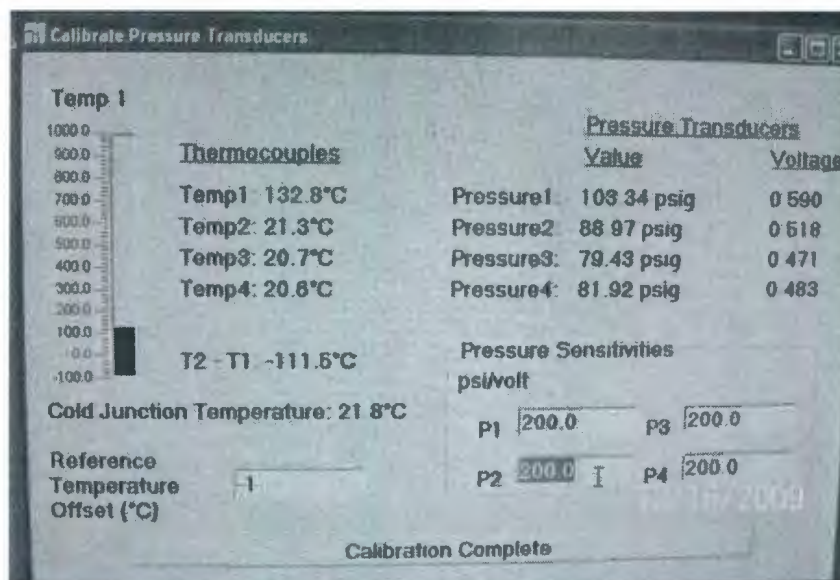 Calibrate Pressure Transducers
Temp 1
1000.0
900.0
800.0
700.0
600.0
500.0
400.0
300.0
200.0
100.0
0.0
-100.0
Thermocouples
Temp1: 132.8°C
Temp2: 21.3°C
Temp3: 20.7°C
Temp4: 20.6°C
T2 - T1 -111.5°C
Cold Junction Temperature: 21 8°C
Reference
Temperature
Offset (°C)
Pressure Transducers
Value Voltage
Pressure1: 103 34 psig 0 590
Pressure2 88 97 psig 0 518
Pressure3: 79.43 psig 0 471
Pressure4: 81.92 psig 0 483
Pressure Sensitivities
psi/volt
P1 200.0 P3 200.0
P2 200.0 P4 200.0
Calibration Complete